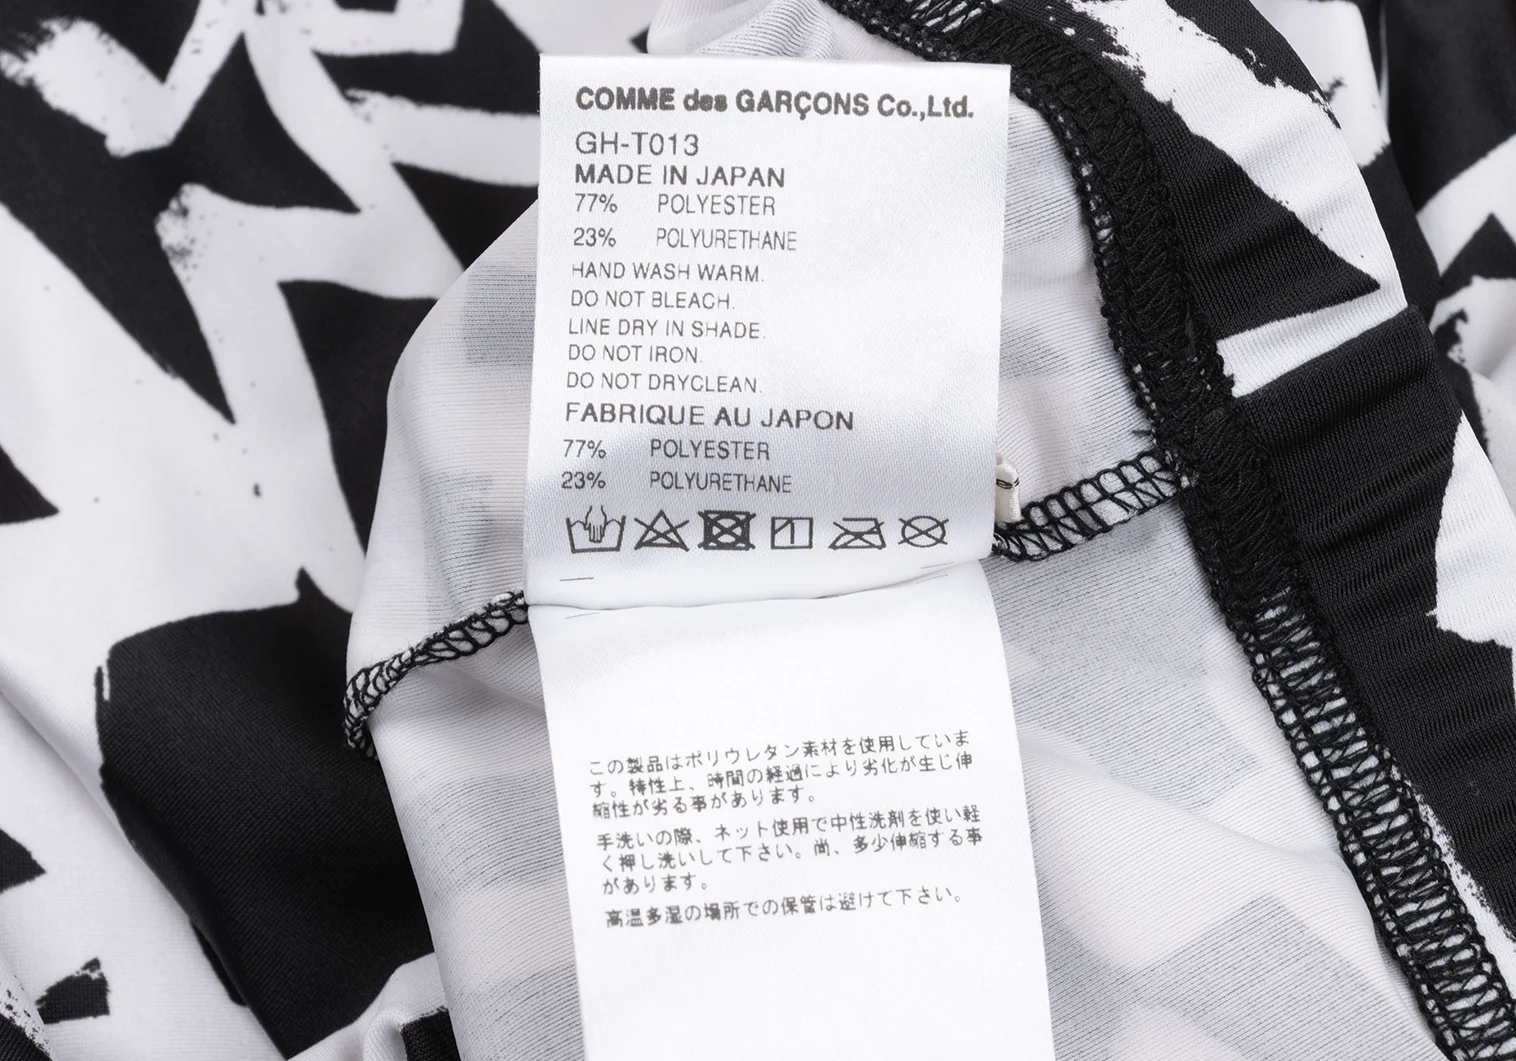 COMME des GARÇONS Co.,Ltd.
GH-T013
MADE IN JAPAN
77% POLYESTER
23% POLYURETHANE
HAND WASH WARM.
DO NOT BLEACH.
LINE DRY IN SHADE.
DO NOT IRON.
DO NOT DRYCLEAN.
FABRIQUE AU JAPON
77% POLYESTER
23% POLYURETHANE
この製品はポリウレタン素材を使用していま
す。特性上、時間の経過により劣化が生じ伸
縮性が劣る事があります。
手洗いの際、ネット使用で中性洗剤を使い軽
く押し洗いして下さい。尚、多少伸縮する事
があります。
高温多湿の場所での保管は避けて下さい。